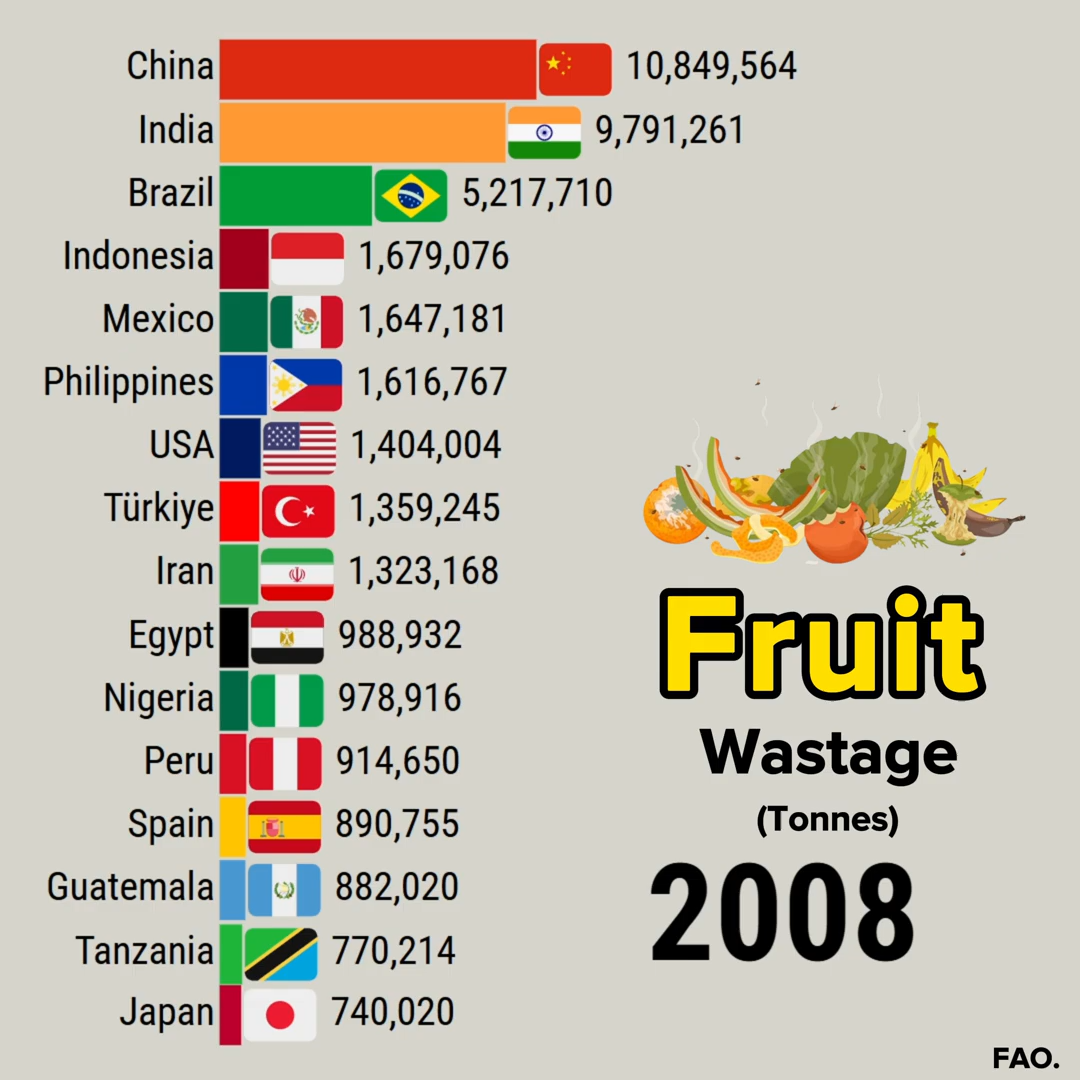 China 10,849,564
India 9,791,261
Brazil 5,217,710
Indonesia 1,679,076
Mexico 1,647,181
Philippines 1,616,767
USA 1,404,004
Türkiye 1,359,245
Iran 1,323,168
Egypt 988,932
Nigeria 978,916
Peru 914,650
Spain 890,755
Guatemala 882,020
Tanzania 770,214
Japan 740,020
Fruit
Wastage
(Tonnes)
2008
FAO.